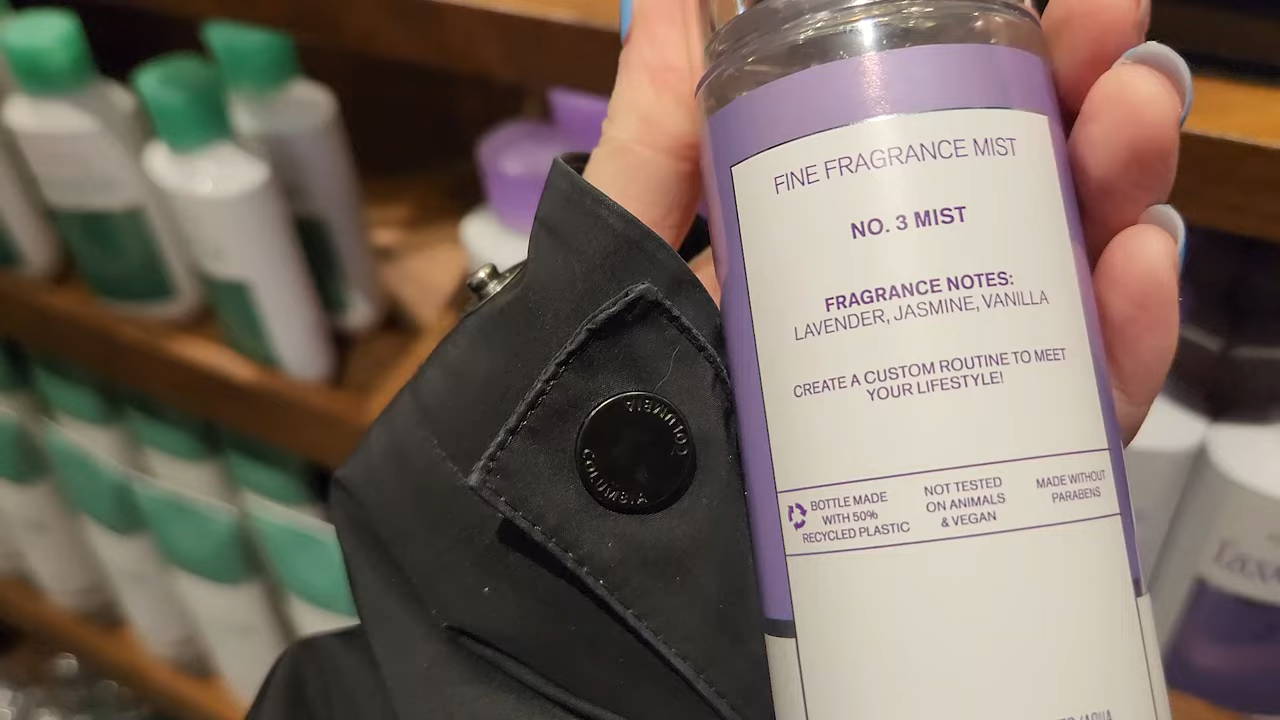 FINE FRAGRANCE MIST
NO. 3 MIST
FRAGRANCE NOTES:
LAVENDER, JASMINE, VANILLA
CREATE A CUSTOM ROUTINE TO MEET
YOUR LIFESTYLE!
BOTTLE MADE
WITH 50%
RECYCLED PLASTIC
NOT TESTED
ON ANIMALS
& VEGAN
MADE WITHOUT
PARABENS
COLUMBIA
COLUMBIA